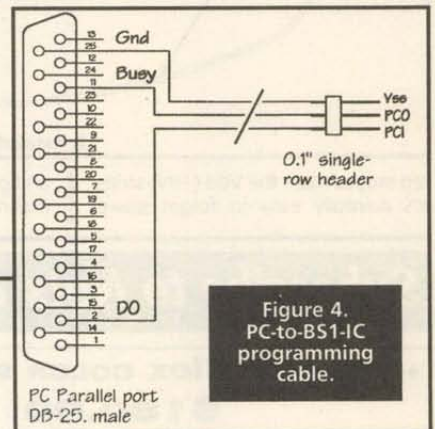 13 Gnd
25
12
24 Busy
11
23
10
22
9
21
8
20
7
19
6
18
5
17
4
16
3
15 DO
2
14
1
Vss
PCO
PCI
0.1" single-
row header
PC Parallel port
DB-25. male
Figure 4.
PC-to-BS1-IC
programming
cable.